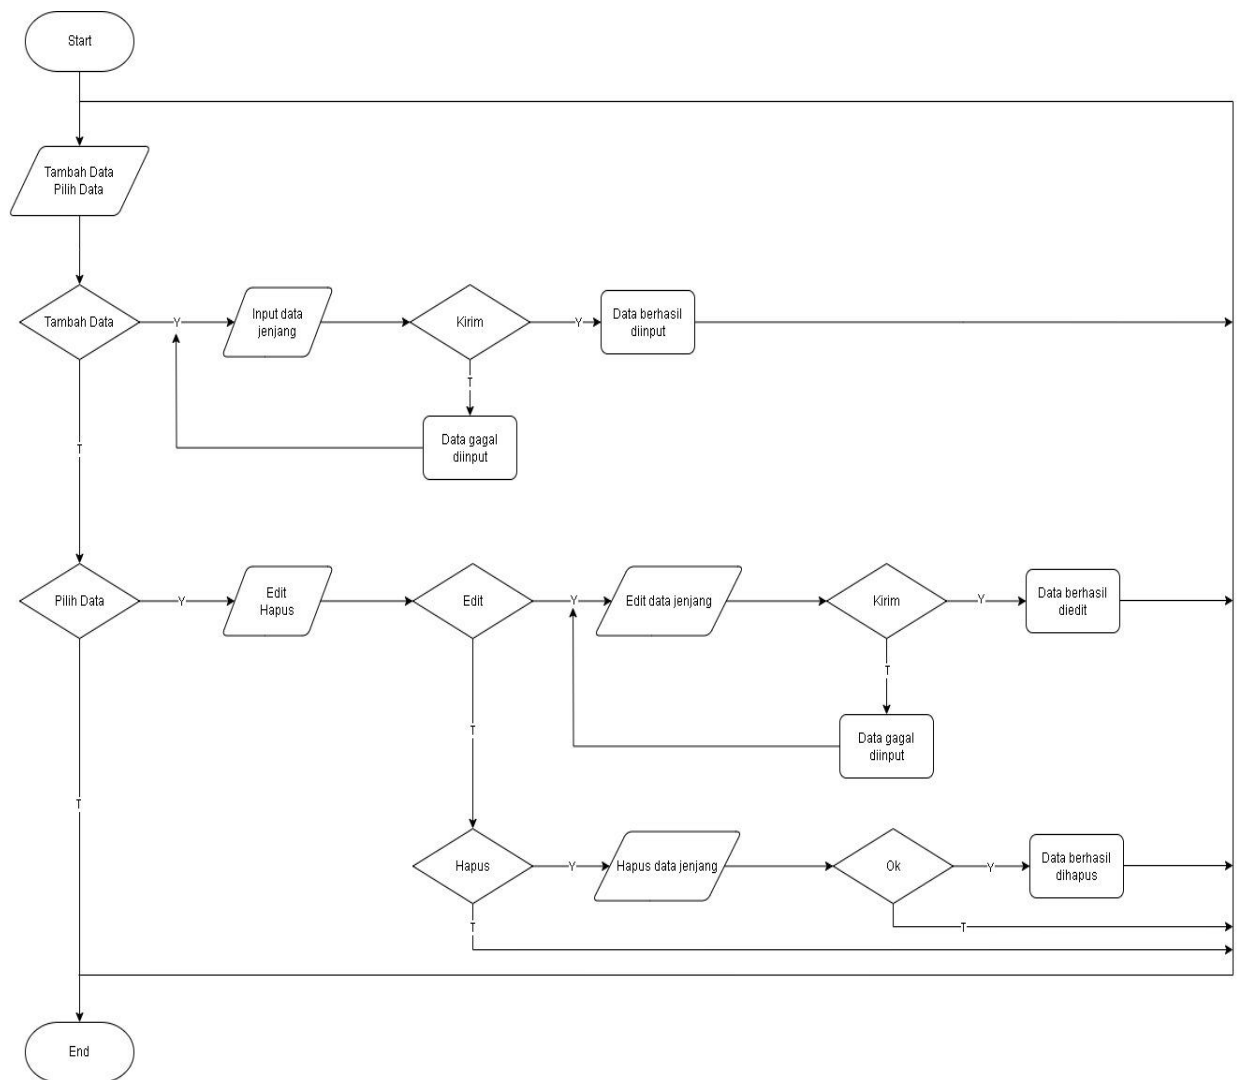 Start
Tambah Data
Pilih Data
Tambah Data
Y
Input data
jenjang
Kirim
Y
Data berhasil
diinput
T
Data gagal
diinput
T
Pilih Data
Y
Edit
Hapus
Edit
Y
Edit data jenjang
Kirim
Y
Data berhasil
diedit
T
Data gagal
diinput
T
T
Hapus
Y
Hapus data jenjang
Ok
Y
Data berhasil
dihapus
T
T
End